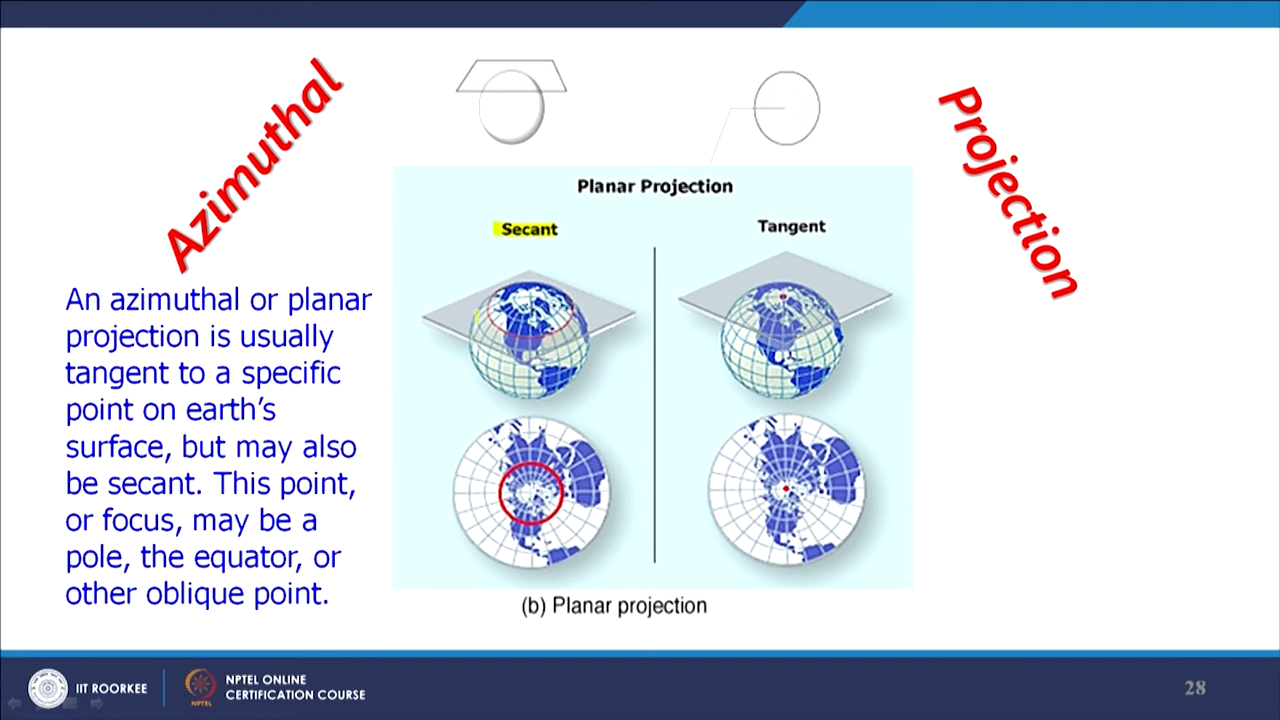 Azimuthal
Projection
An azimuthal or planar
projection is usually
tangent to a specific
point on earth's
surface, but may also
be secant. This point,
or focus, may be a
pole, the equator, or
other oblique point.
Planar Projection
Secant
Tangent
(b) Planar projection
IIT ROORKEE
NPTEL
NPTEL ONLINE
CERTIFICATION COURSE
28